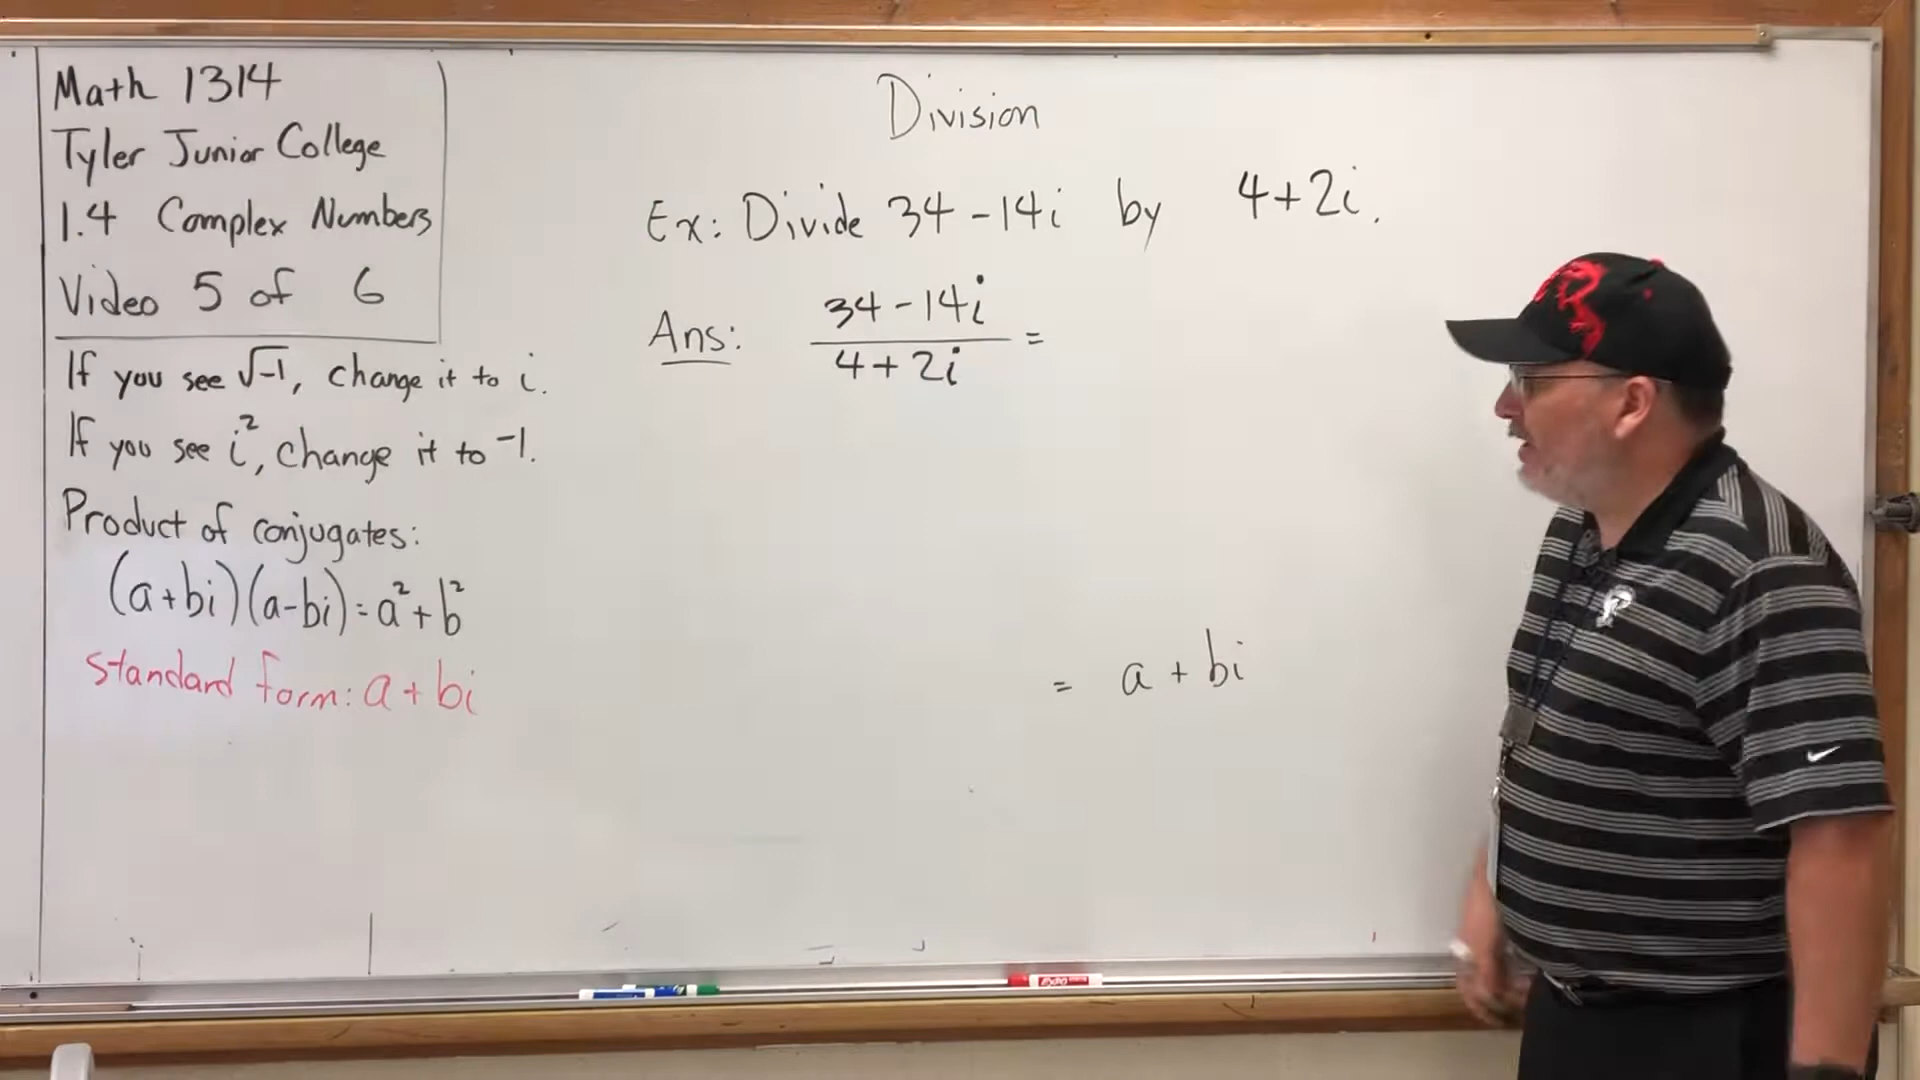 Math 1314
Tyler Junior College
1.4 Complex Numbers
Video 5 of 6
If you see √-1, change it to i.
If you see i², change it to -1.
Product of conjugates:
(a+bi)(a-bi)=a²+b²
standard form: a+bi
Division
Ex: Divide 34-14i by 4+2i.
Ans: 34-14i
4+2i =
= a + bi
EXPO